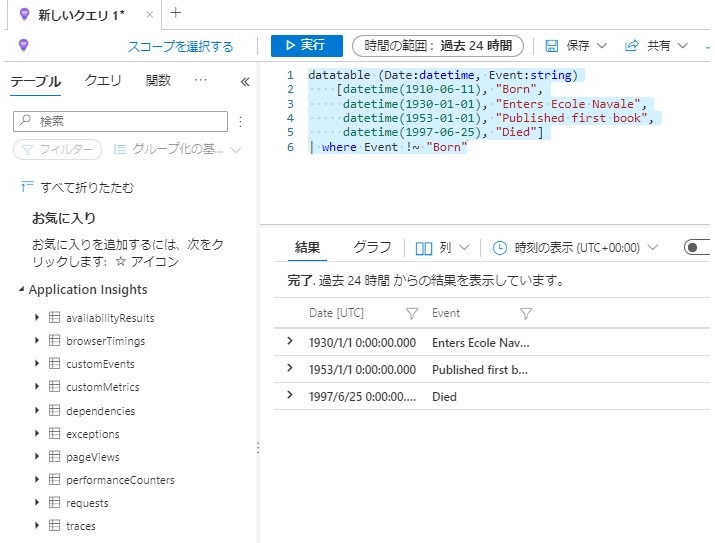 新しいクエリ 1*
スコープを選択する
実行
時間の範囲: 過去 24 時間
保存
共有
テーブル
クエリ
関数
検索
フィルター
グループ化の基...
すべて折りたたむ
お気に入り
お気に入りを追加するには、次をク
リックします: ☆ アイコン
Application Insights
availabilityResults
browserTimings
customEvents
customMetrics
dependencies
exceptions
pageViews
performanceCounters
requests
traces
1 datatable (Date:datetime, Event:string)
2 [datetime(1910-06-11), "Born",
3 datetime(1930-01-01), "Enters Ecole Navale",
4 datetime(1953-01-01), "Published first book",
5 datetime(1997-06-25), "Died"]
6 | where Event !~ "Born"
結果
グラフ
列
時刻の表示 (UTC+00:00)
完了. 過去 24 時間 からの結果を表示しています。
Date [UTC] Event
1930/1/1 0:00:00.000 Enters Ecole Nav...
1953/1/1 0:00:00.000 Published first b...
1997/6/25 0:00:00.... Died